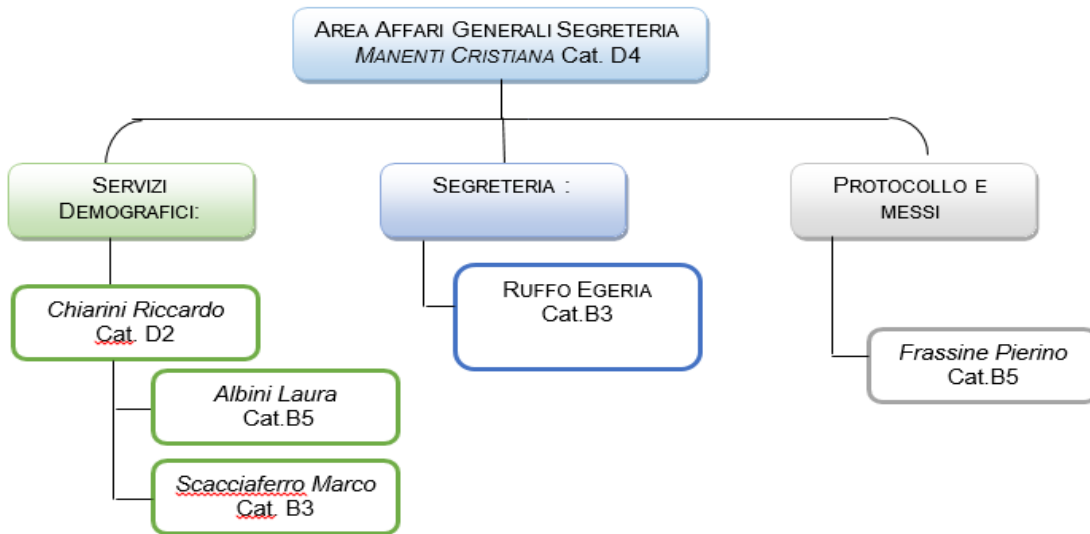 AREA AFFARI GENERALI SEGRETERIA
MANENTI CRISTIANA Cat. D4
SERVIZI
DEMOGRAFICI:
SEGRETERIA :
PROTOCOLLO E
MESSI
Chiarini Riccardo
Cat. D2
Albini Laura
Cat.B5
Scacciaferro Marco
Cat. B3
RUFFO EGERIA
Cat.B3
Frassine Pierino
Cat.B5